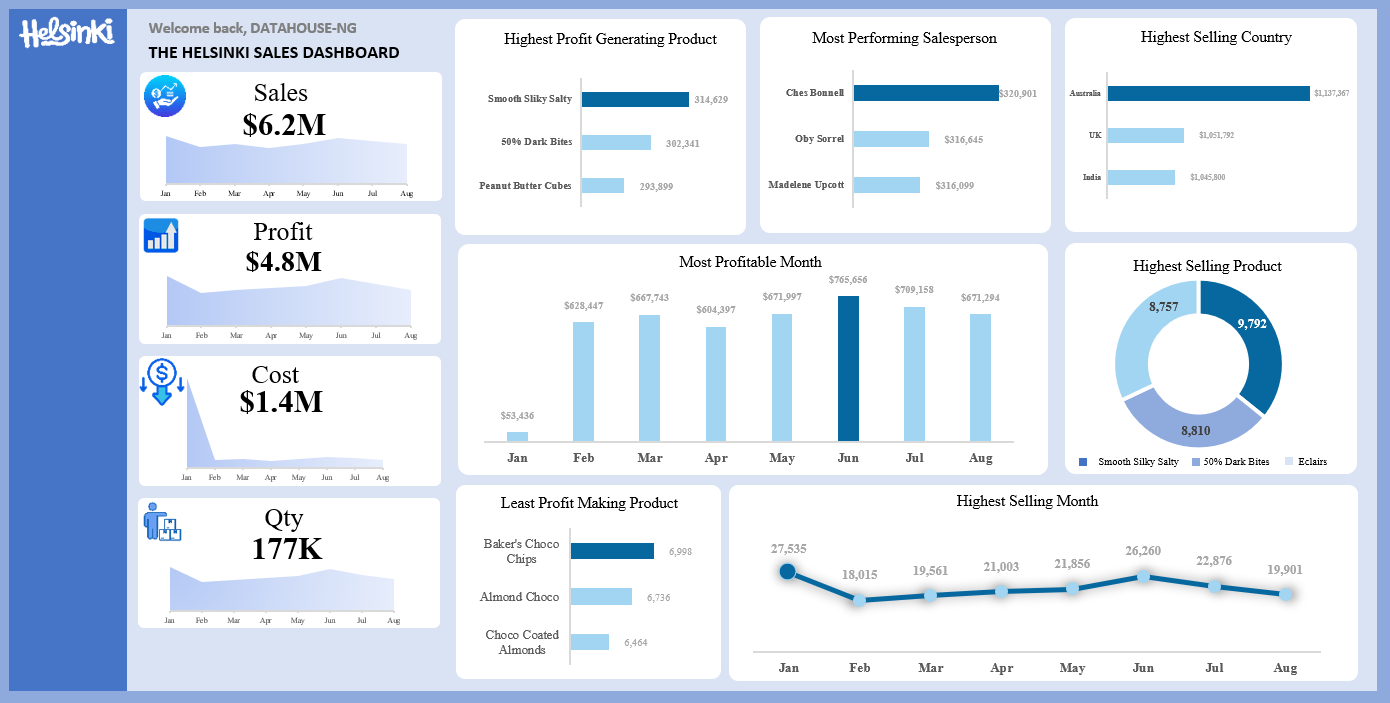 Helsinki
Welcome back, DATAHOUSE-NG
THE HELSINKI SALES DASHBOARD
Sales
$6.2M
Jan Feb Mar Apr May Jun Jul Aug
Profit
$4.8M
Jan Feb Mar Apr May Jun Jul Aug
Cost
$1.4M
Jan Feb Mar Apr May Jun Jul Aug
Qty
177K
Jan Feb Mar Apr May Jun Jul Aug
Highest Profit Generating Product
Smooth Sliky Salty 314,629
50% Dark Bites 302,341
Peanut Butter Cubes 293,899
Most Performing Salesperson
Ches Bonnell $320,901
Oby Sorrel $316,645
Madelene Upcott $316,099
Highest Selling Country
Australia $1,137,367
UK $1,051,792
India $1,045,800
Most Profitable Month
$53,436 $628,447 $667,743 $604,397 $671,997 $765,656 $709,158 $671,294
Jan Feb Mar Apr May Jun Jul Aug
Highest Selling Product
8,757
9,792
8,810
Smooth Silky Salty 50% Dark Bites Eclairs
Least Profit Making Product
Baker's Choco
Chips
6,998
Almond Choco 6,736
Choco Coated
Almonds
6,464
Highest Selling Month
27,535 18,015 19,561 21,003 21,856 26,260 22,876 19,901
Jan Feb Mar Apr May Jun Jul Aug